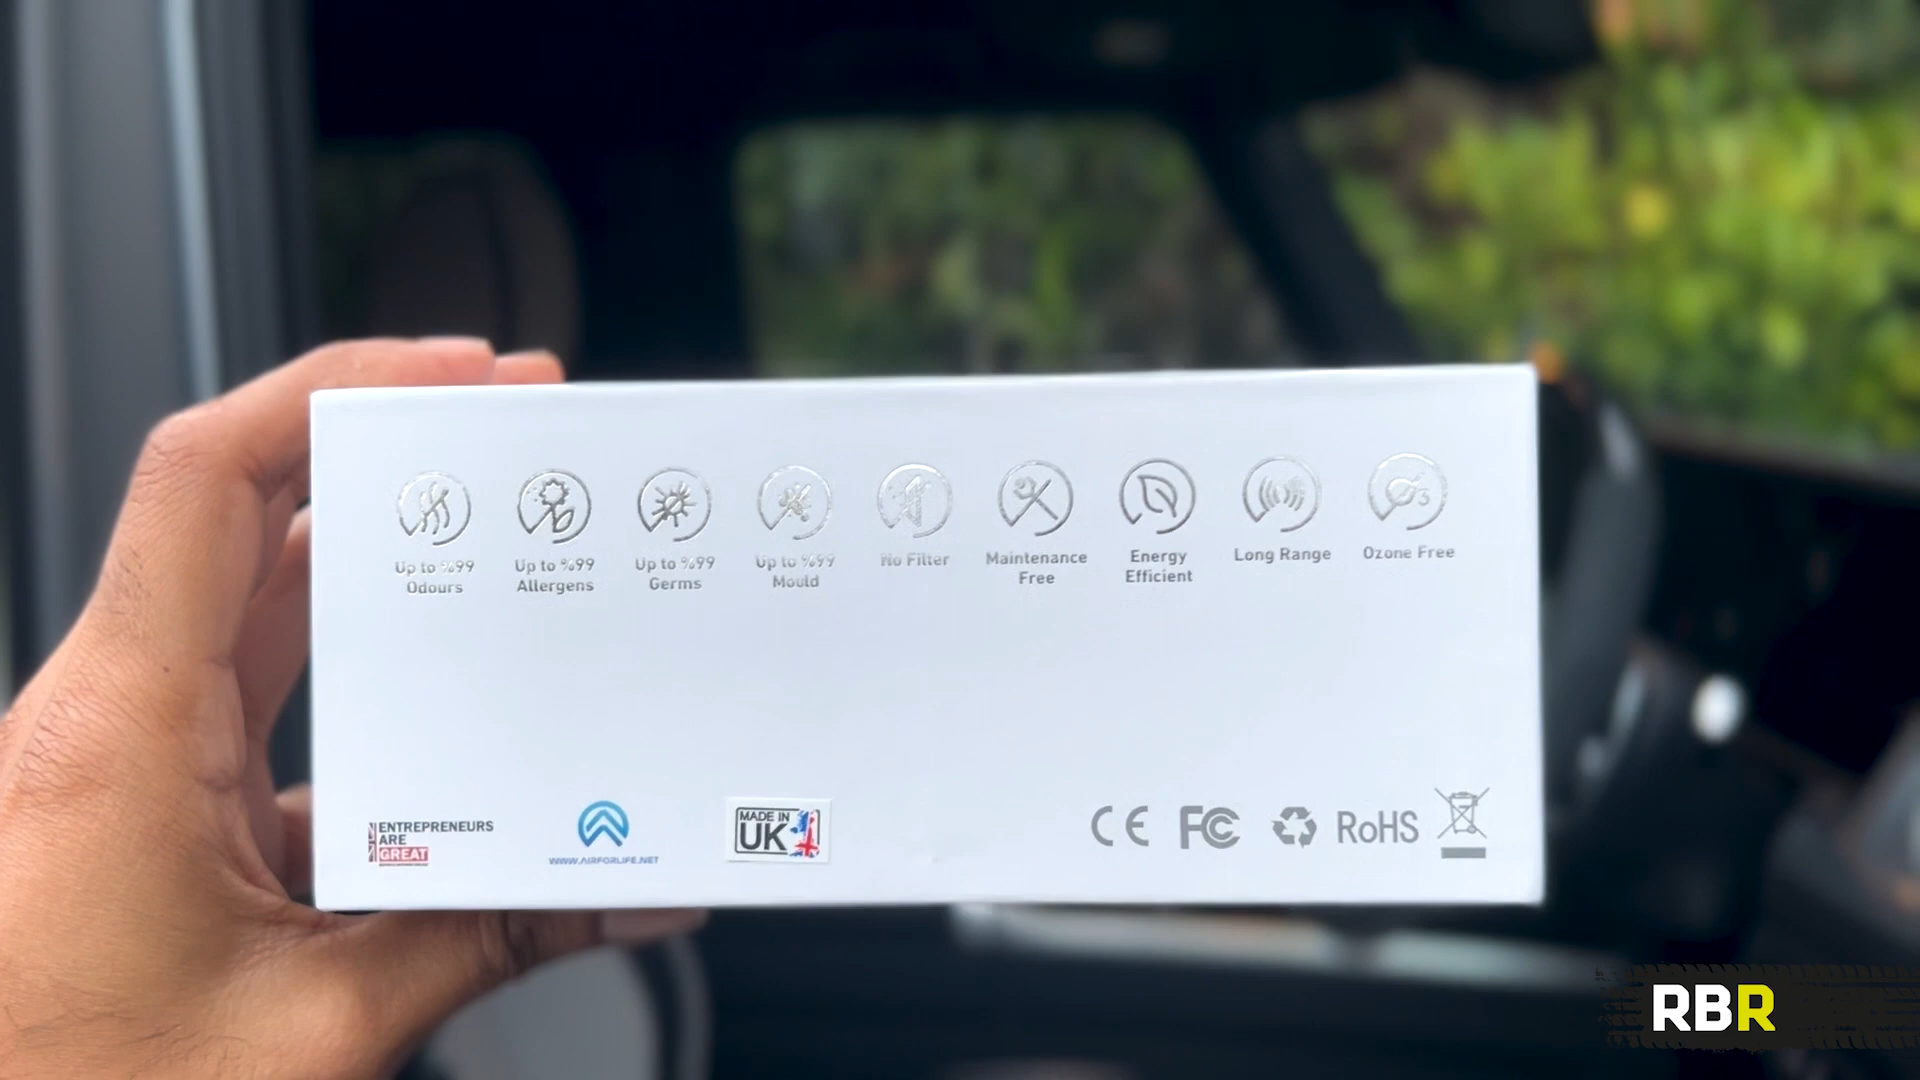 Up to %99
Odours
Up to %99
Allergens
Up to %99
Germs
Up to %99
Mould
No Filter
Maintenance
Free
Energy
Efficient
Long Range
O3
Ozone Free
ENTREPRENEURS
ARE
GREAT
WWW.AIRFORLIFE.NET
MADE IN
UK
CE
FC
RoHS
RBR